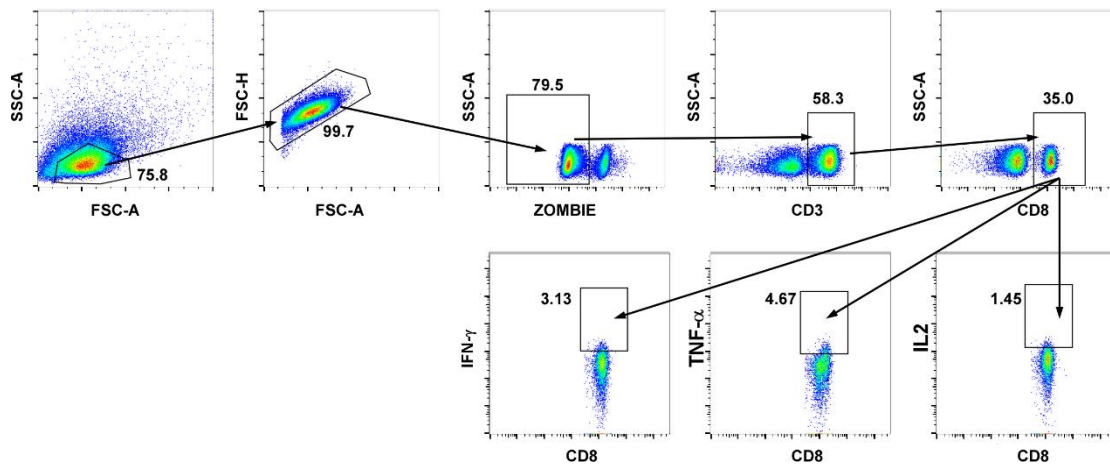 SSC-A
75.8
FSC-A
FSC-H
99.7
FSC-A
SSC-A
79.5
ZOMBIE
SSC-A
58.3
CD3
SSC-A
35.0
CD8
IFN-γ
3.13
CD8
TNF-α
4.67
CD8
IL2
1.45
CD8